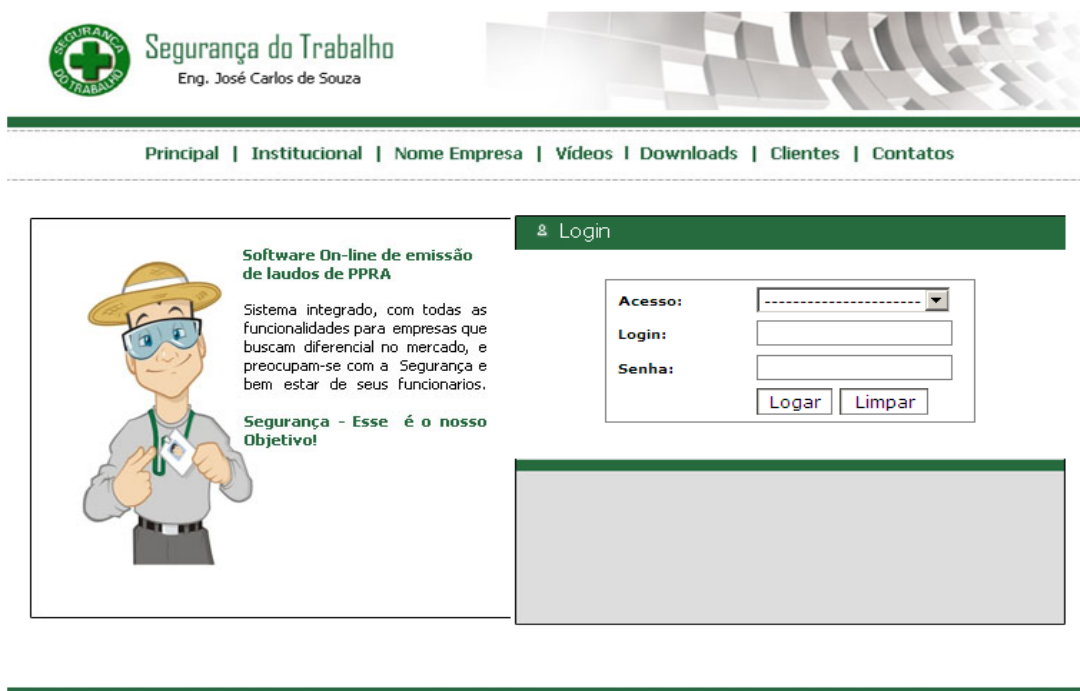 SEGURANÇA
DO TRABALHO
Segurança do Trabalho
Eng. José Carlos de Souza
Principal | Institucional | Nome Empresa | Vídeos I Downloads | Clientes | Contatos
Software On-line de emissão
de laudos de PPRA
Sistema integrado, com todas as
funcionalidades para empresas que
buscam diferencial no mercado, e
preocupam-se com a Segurança e
bem estar de seus funcionarios.
Segurança - Esse é o nosso
Objetivo!
Login
Acesso: ----------------------
Login:
Senha:
Logar Limpar